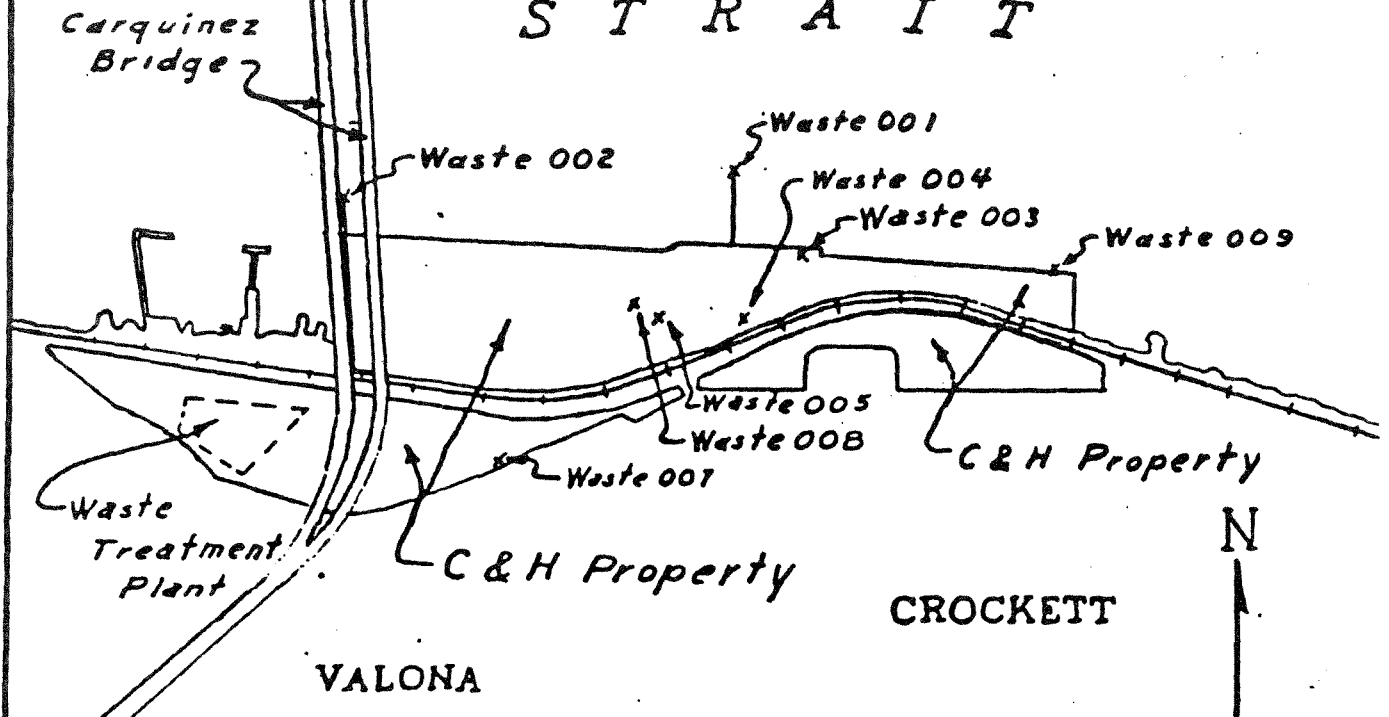 S T R A I T
Carquinez
Bridge
Waste 001
Waste 002
Waste 004
Waste 003
Waste 009
Waste 005
Waste 008
Waste 007
C & H Property
Waste
Treatment
Plant
C & H Property
N
CROCKETT
VALONA